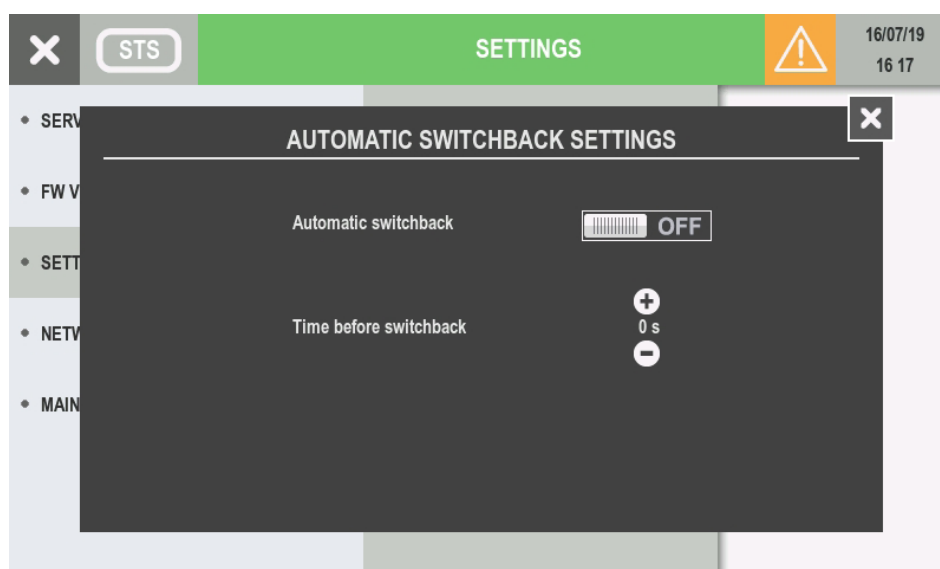 STS
SETTINGS
16/07/19
16 17
SERV
AUTOMATIC SWITCHBACK SETTINGS
FW V
Automatic switchback
OFF
SETT
Time before switchback
0 s
NETW
MAIN